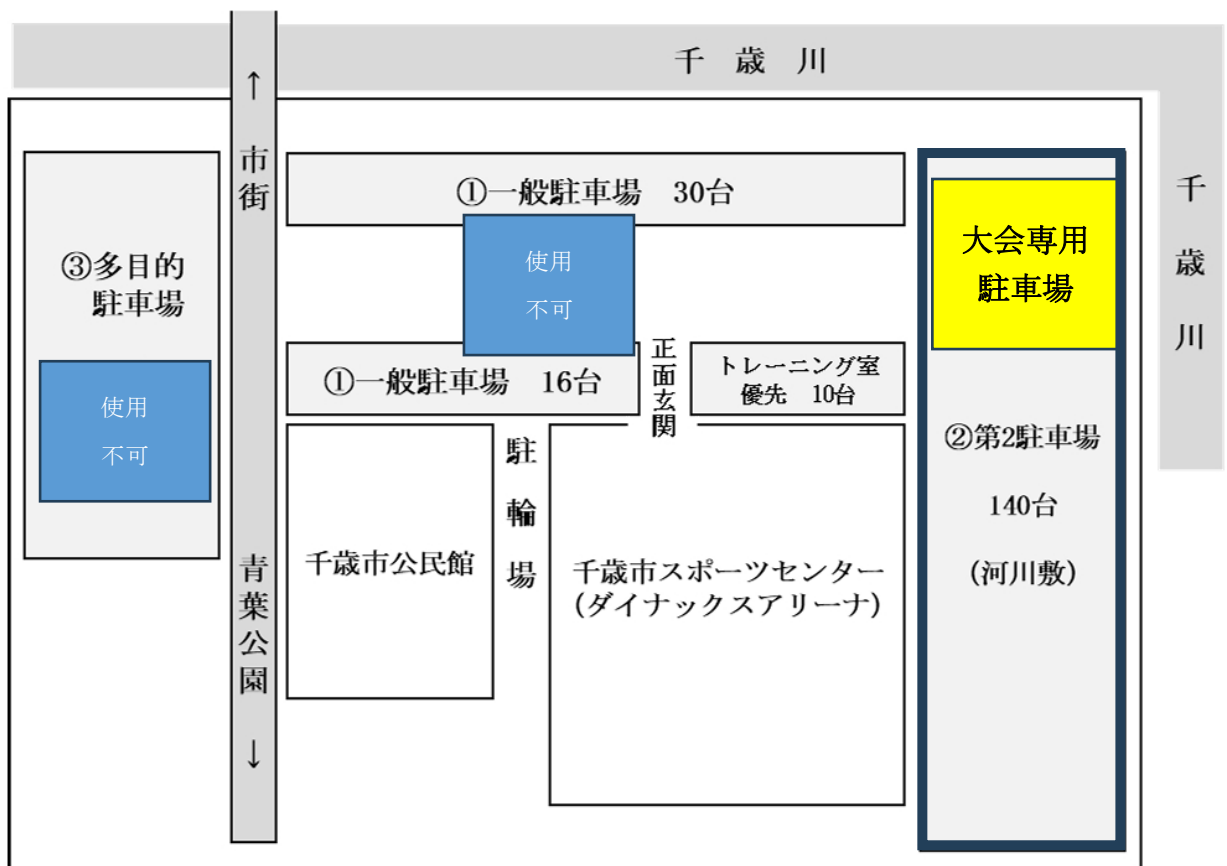 千歳川
千歳川
↑
市街
①一般駐車場　30台
大会専用
駐車場
③多目的
駐車場
使用
不可
①一般駐車場　16台
正面玄関
トレーニング室
優先　10台
使用
不可
駐輪場
②第2駐車場
140台
(河川敷)
青葉公園
↓
千歳市公民館
千歳市スポーツセンター
(ダイナックスアリーナ)